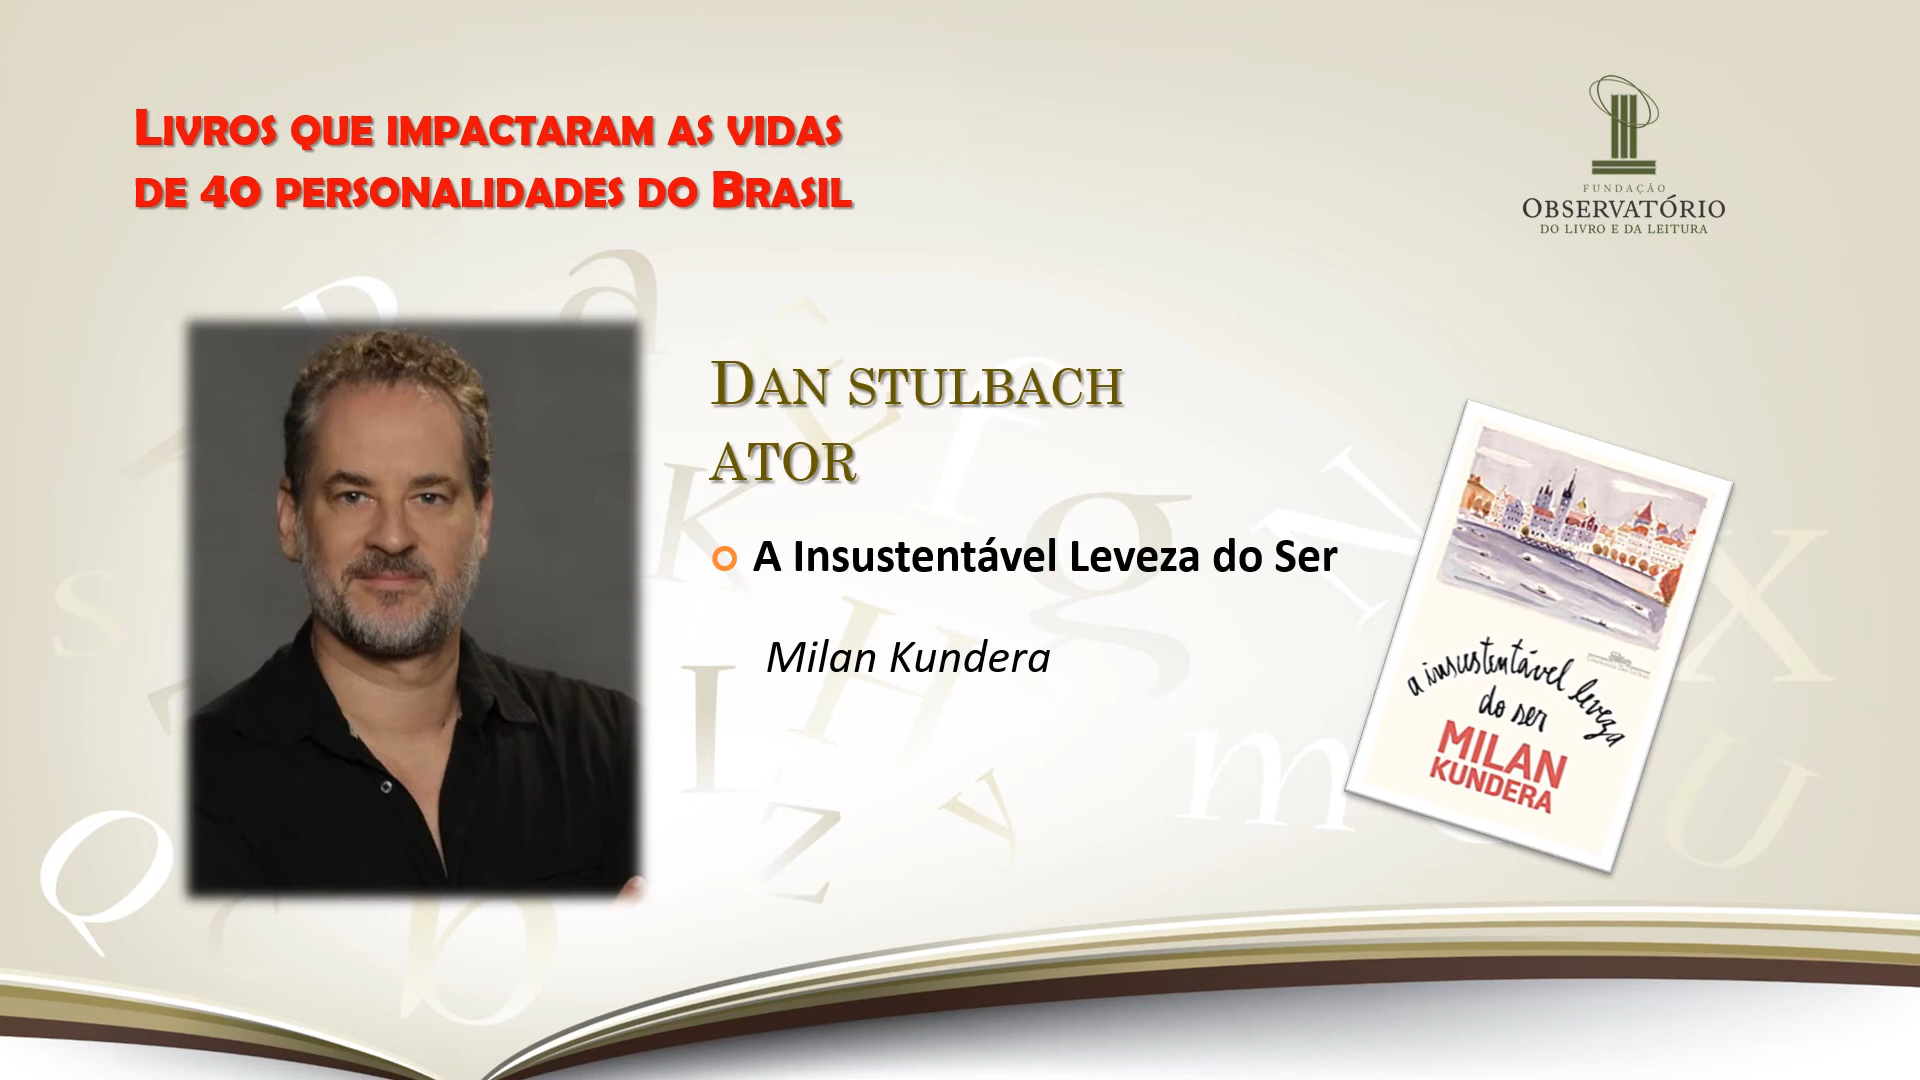 LIVROS QUE IMPACTARAM AS VIDAS
DE 40 PERSONALIDADES DO BRASIL
FUNDAÇÃO
OBSERVATÓRIO
DO LIVRO E DA LEITURA
DAN STULBACH
ATOR
A Insustentável Leveza do Ser
Milan Kundera
a insustentável leveza
do ser
MILAN
KUNDERA